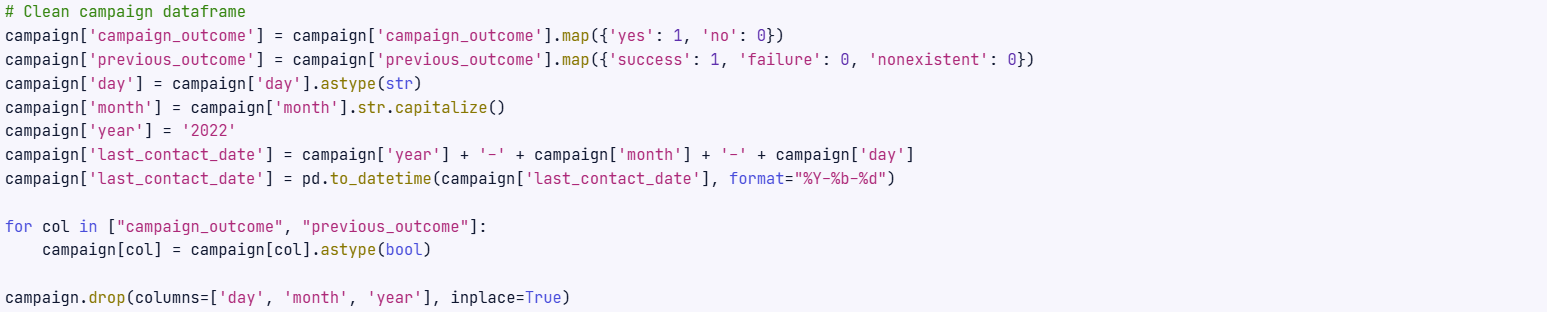 # Clean campaign dataframe
campaign['campaign_outcome'] = campaign['campaign_outcome'].map({'yes': 1, 'no': 0})
campaign['previous_outcome'] = campaign['previous_outcome'].map({'success': 1, 'failure': 0, 'nonexistent': 0})
campaign['day'] = campaign['day'].astype(str)
campaign['month'] = campaign['month'].str.capitalize()
campaign['year'] = '2022'
campaign['last_contact_date'] = campaign['year'] + '-' + campaign['month'] + '-' + campaign['day']
campaign['last_contact_date'] = pd.to_datetime(campaign['last_contact_date'], format="%Y-%b-%d")

for col in ["campaign_outcome", "previous_outcome"]:
    campaign[col] = campaign[col].astype(bool)

campaign.drop(columns=['day', 'month', 'year'], inplace=True)